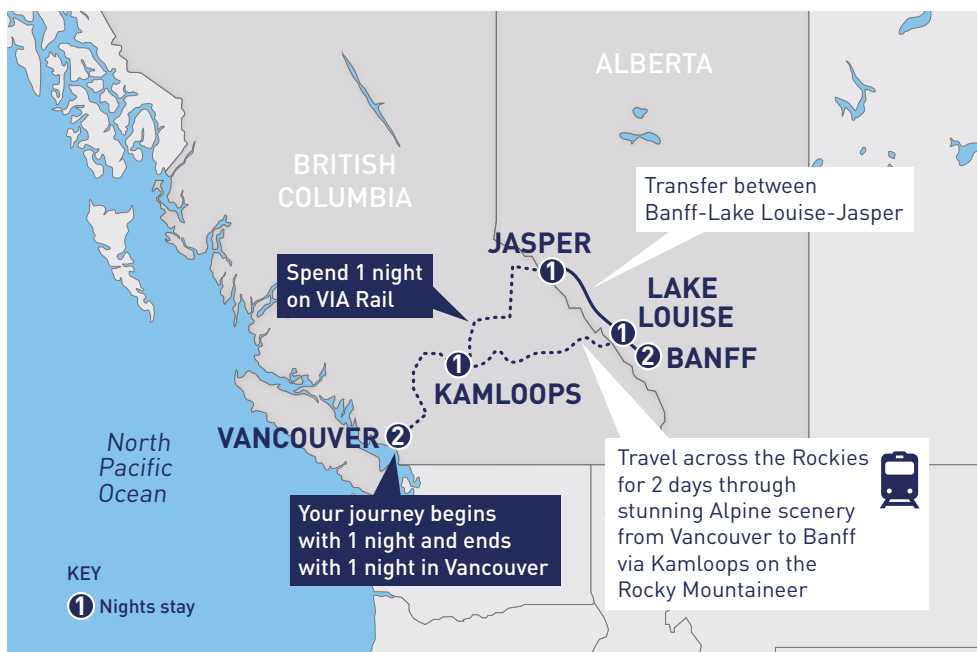 ALBERTA
BRITISH
COLUMBIA
Transfer between
Banff-Lake Louise-Jasper
JASPER
1
Spend 1 night
on VIA Rail
LAKE
LOUISE
1
2 BANFF
1
KAMLOOPS
VANCOUVER 2
North
Pacific
Ocean
Travel across the Rockies
for 2 days through
stunning Alpine scenery
from Vancouver to Banff
via Kamloops on the
Rocky Mountaineer
Your journey begins
with 1 night and ends
with 1 night in Vancouver
KEY
1 Nights stay